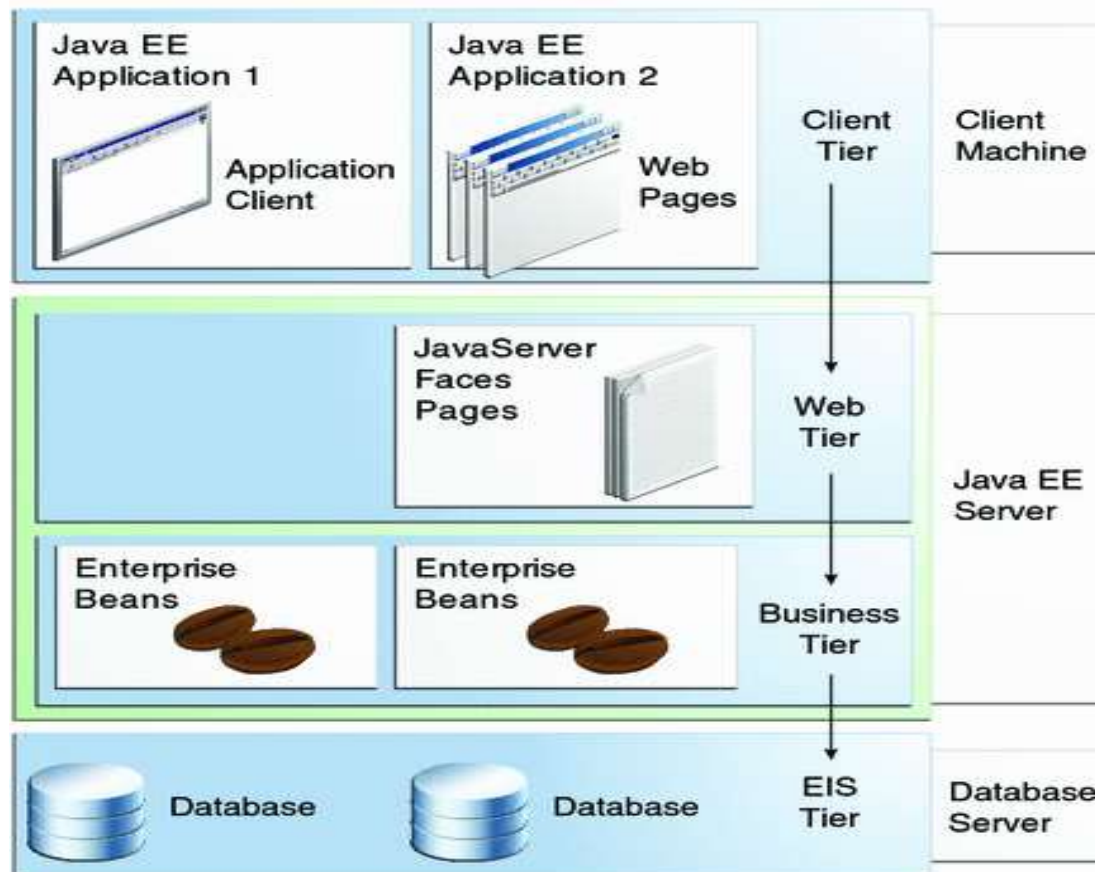 Java EE
Application 1
Application
Client
Java EE
Application 2
Web
Pages
Client
Tier
Client
Machine
JavaServer
Faces
Pages
Web
Tier
Java EE
Server
Enterprise
Beans
Enterprise
Beans
Business
Tier
Database
Database
EIS
Tier
Database
Server